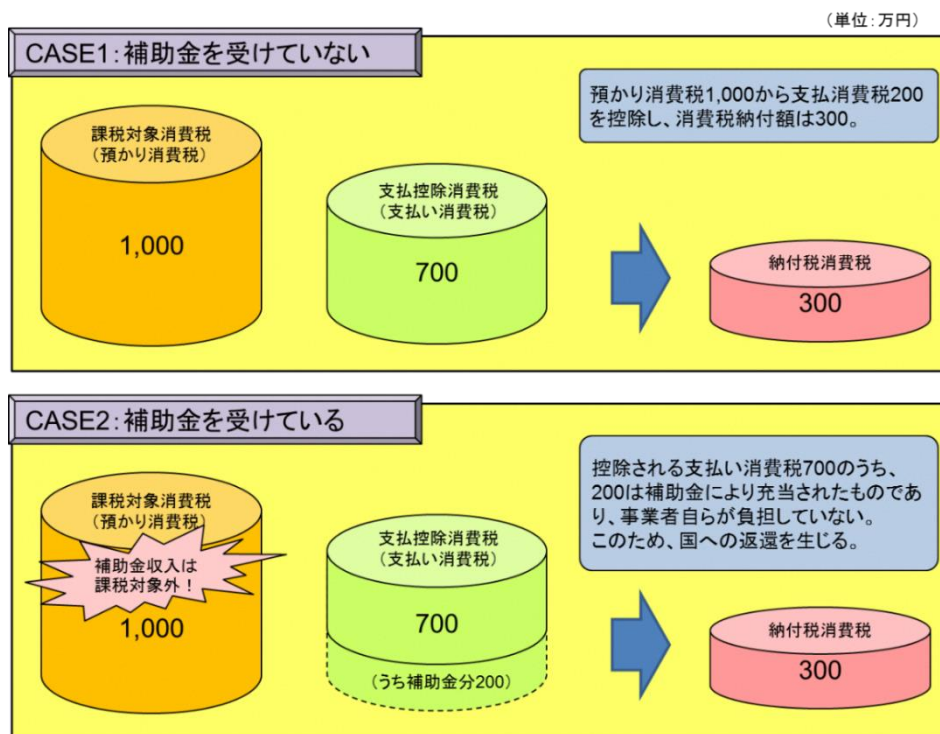 （単位：万円）
CASE1：補助金を受けていない
預かり消費税1,000から支払消費税200
を控除し、消費税納付額は300。
課税対象消費税
（預かり消費税）
1,000
支払控除消費税
（支払い消費税）
700
納付税消費税
300
CASE2：補助金を受けている
控除される支払い消費税700のうち、
200は補助金により充当されたものであ
り、事業者自らが負担していない。
このため、国への返還を生じる。
課税対象消費税
（預かり消費税）
補助金収入は
課税対象外！
1,000
支払控除消費税
（支払い消費税）
700
（うち補助金分200）
納付税消費税
300